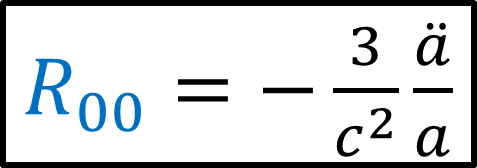 R₀₀ = − 3/c² ä/a